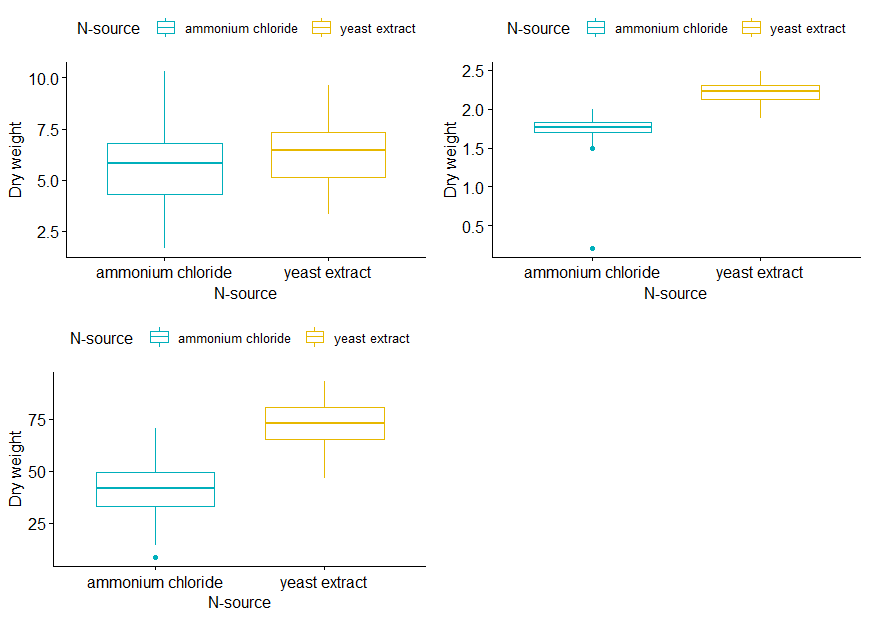 N-source ammonium chloride yeast extract
Dry weight
10.0
7.5
5.0
2.5
ammonium chloride yeast extract
N-source
N-source ammonium chloride yeast extract
Dry weight
2.5
2.0
1.5
1.0
0.5
ammonium chloride yeast extract
N-source
N-source ammonium chloride yeast extract
Dry weight
75
50
25
ammonium chloride yeast extract
N-source